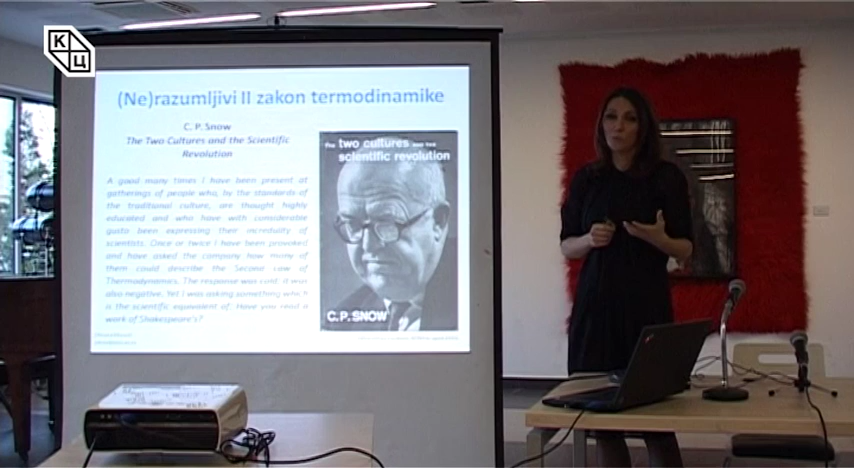 К
Ц
(Ne)razumljivi II zakon termodinamike
C. P. Snow
The Two Cultures and the Scientific
Revolution
A good many times I have been present at
gatherings of people who, by the standards of
the traditional culture, are thought highly
educated and who have with considerable
gusto been expressing their incredulity of
scientists. Once or twice I have been provoked
and have asked the company how many of
them could describe the Second Law of
Thermodynamics. The response was cold: it was
also negative. Yet I was asking something which
is the scientific equivalent of: Have you read a
work of Shakespeare's?
the two cultures and the
scientific revolution
C. P. SNOW